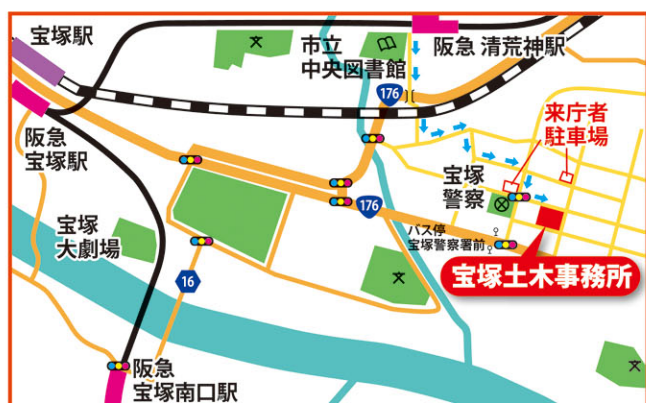 宝塚駅
市立
中央図書館
阪急 清荒神駅
176
来庁者
駐車場
阪急
宝塚駅
宝塚
警察
176
宝塚
大劇場
バス停
宝塚警察署前
宝塚土木事務所
16
阪急
宝塚南口駅